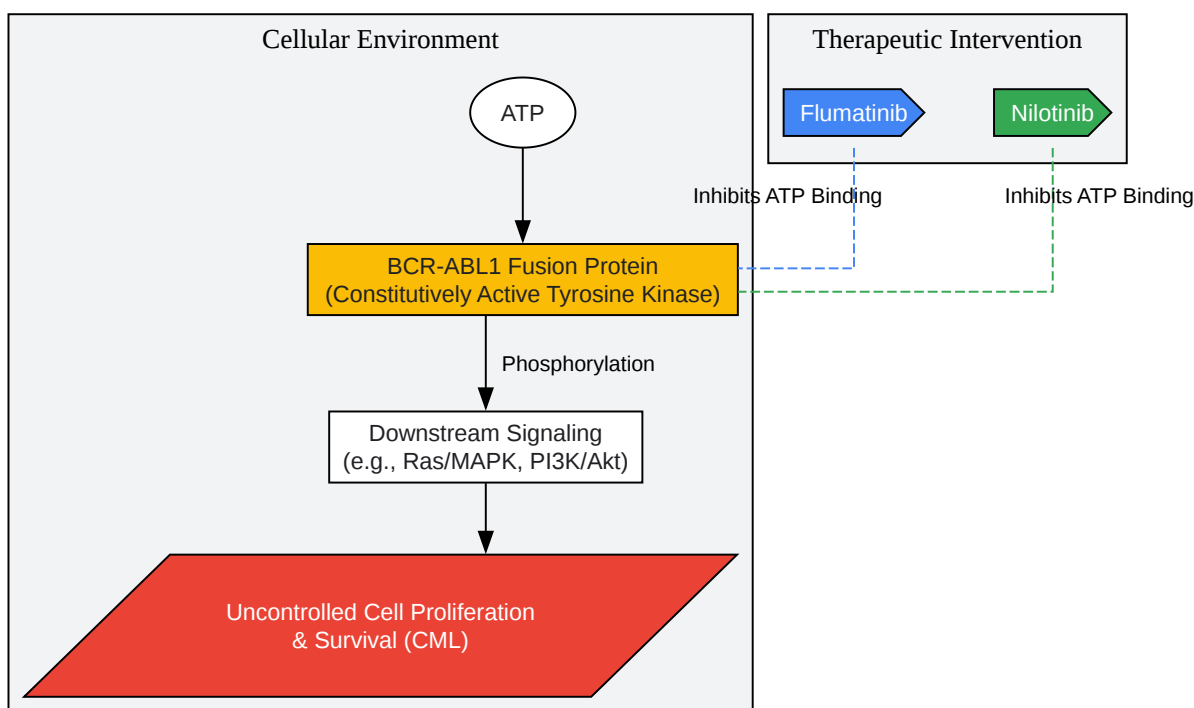 Cellular Environment
Therapeutic Intervention
ATP
Flumatinib
Nilotinib
Inhibits ATP Binding
Inhibits ATP Binding
BCR-ABL1 Fusion Protein
(Constitutively Active Tyrosine Kinase)
Phosphorylation
Downstream Signaling
(e.g., Ras/MAPK, PI3K/Akt)
Uncontrolled Cell Proliferation
& Survival (CML)